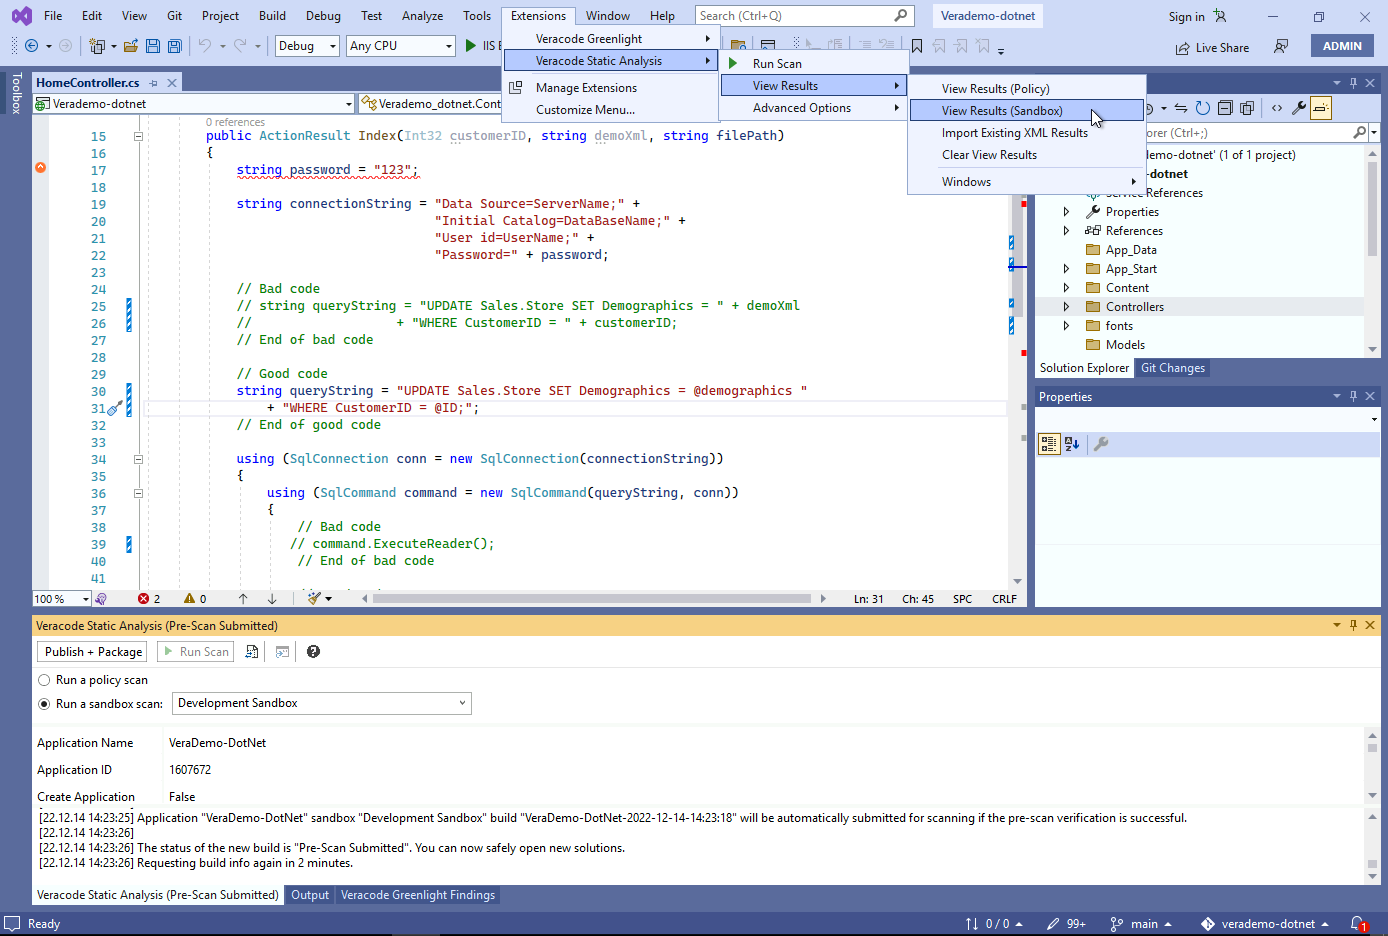 File Edit View Git Project Build Debug Test Analyze Tools Extensions Window Help Search (Ctrl+Q) Verademo-dotnet Sign in
Debug Any CPU IIS E Live Share ADMIN
Veracode Greenlight
Veracode Static Analysis
Manage Extensions
Customize Menu...
Run Scan
View Results
Advanced Options
View Results (Policy)
View Results (Sandbox)
Import Existing XML Results
Clear View Results
Windows
Toolbox
HomeController.cs
Verademo-dotnet Verademo_dotnet.Cont
0 references
15 public ActionResult Index(Int32 customerID, string demoXml, string filePath)
16 {
17 string password = "123";
18
19 string connectionString = "Data Source=ServerName;" +
20 "Initial Catalog=DataBaseName;" +
21 "User id=UserName;" +
22 "Password=" + password;
23
24 // Bad code
25 // string queryString = "UPDATE Sales.Store SET Demographics = " + demoXml
26 // + "WHERE CustomerID = " + customerID;
27 // End of bad code
28
29 // Good code
30 string queryString = "UPDATE Sales.Store SET Demographics = @demographics "
31 + "WHERE CustomerID = @ID;";
32 // End of good code
33
34 using (SqlConnection conn = new SqlConnection(connectionString))
35 {
36 using (SqlCommand command = new SqlCommand(queryString, conn))
37 {
38 // Bad code
39 // command.ExecuteReader();
40 // End of bad code
41
100 % 2 0 Ln: 31 Ch: 45 SPC CRLF
orer (Ctrl+;)
emo-dotnet' (1 of 1 project)
-dotnet
Service References
Properties
References
App_Data
App_Start
Content
Controllers
fonts
Models
Solution Explorer Git Changes
Properties
Veracode Static Analysis (Pre-Scan Submitted)
Publish + Package Run Scan
Run a policy scan
Run a sandbox scan: Development Sandbox
Application Name VeraDemo-DotNet
Application ID 1607672
Create Application False
[22.12.14 14:23:25] Application "VeraDemo-DotNet" sandbox "Development Sandbox" build "VeraDemo-DotNet-2022-12-14-14:23:18" will be automatically submitted for scanning if the pre-scan verification is successful.
[22.12.14 14:23:26]
[22.12.14 14:23:26] The status of the new build is "Pre-Scan Submitted". You can now safely open new solutions.
[22.12.14 14:23:26] Requesting build info again in 2 minutes.
Veracode Static Analysis (Pre-Scan Submitted) Output Veracode Greenlight Findings
Ready 0 / 0 99+ main verademo-dotnet 1